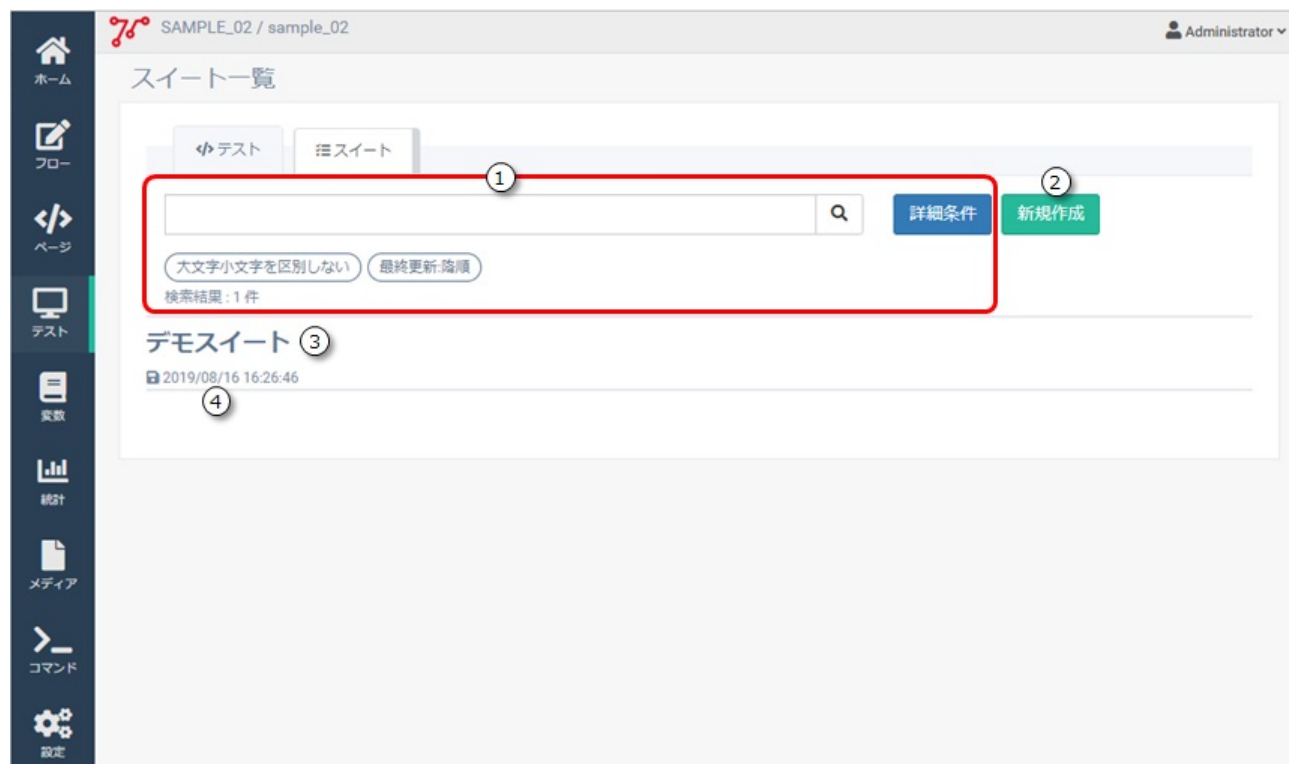 SAMPLE_02 / sample_02
Administrator
ホーム
フロー
ページ
テスト
変数
統計
メディア
コマンド
設定
スイート一覧
テスト
スイート
①
②
詳細条件
新規作成
大文字小文字を区別しない
最終更新:降順
検索結果 : 1 件
デモスイート ③
2019/08/16 16:26:46
④